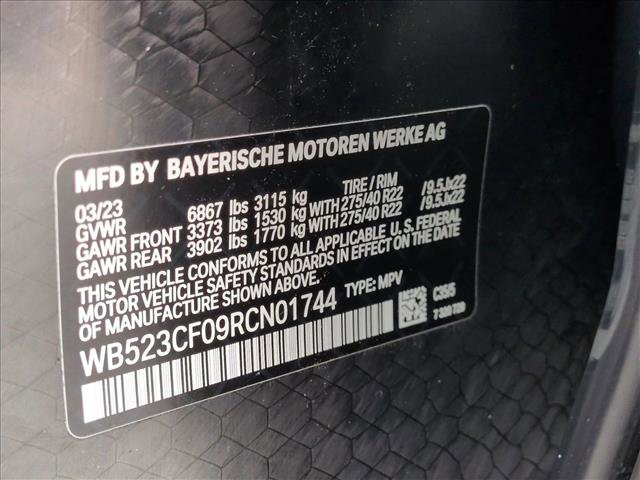 MFD BY BAYERISCHE MOTOREN WERKE AG
03/23 TIRE/RIM
GVWR 6867 lbs 3115 kg
GAWR FRONT 3373 lbs 1530 kg WITH 275/40 R22 /9.5Jx22
GAWR REAR 3902 lbs 1770 kg WITH 275/40 R22 /9.5Jx22
THIS VEHICLE CONFORMS TO ALL APPLICABLE U.S. FEDERAL
MOTOR VEHICLE SAFETY STANDARDS IN EFFECT ON THE DATE
OF MANUFACTURE SHOWN ABOVE.
WB523CF09RCN01744 TYPE: MPV